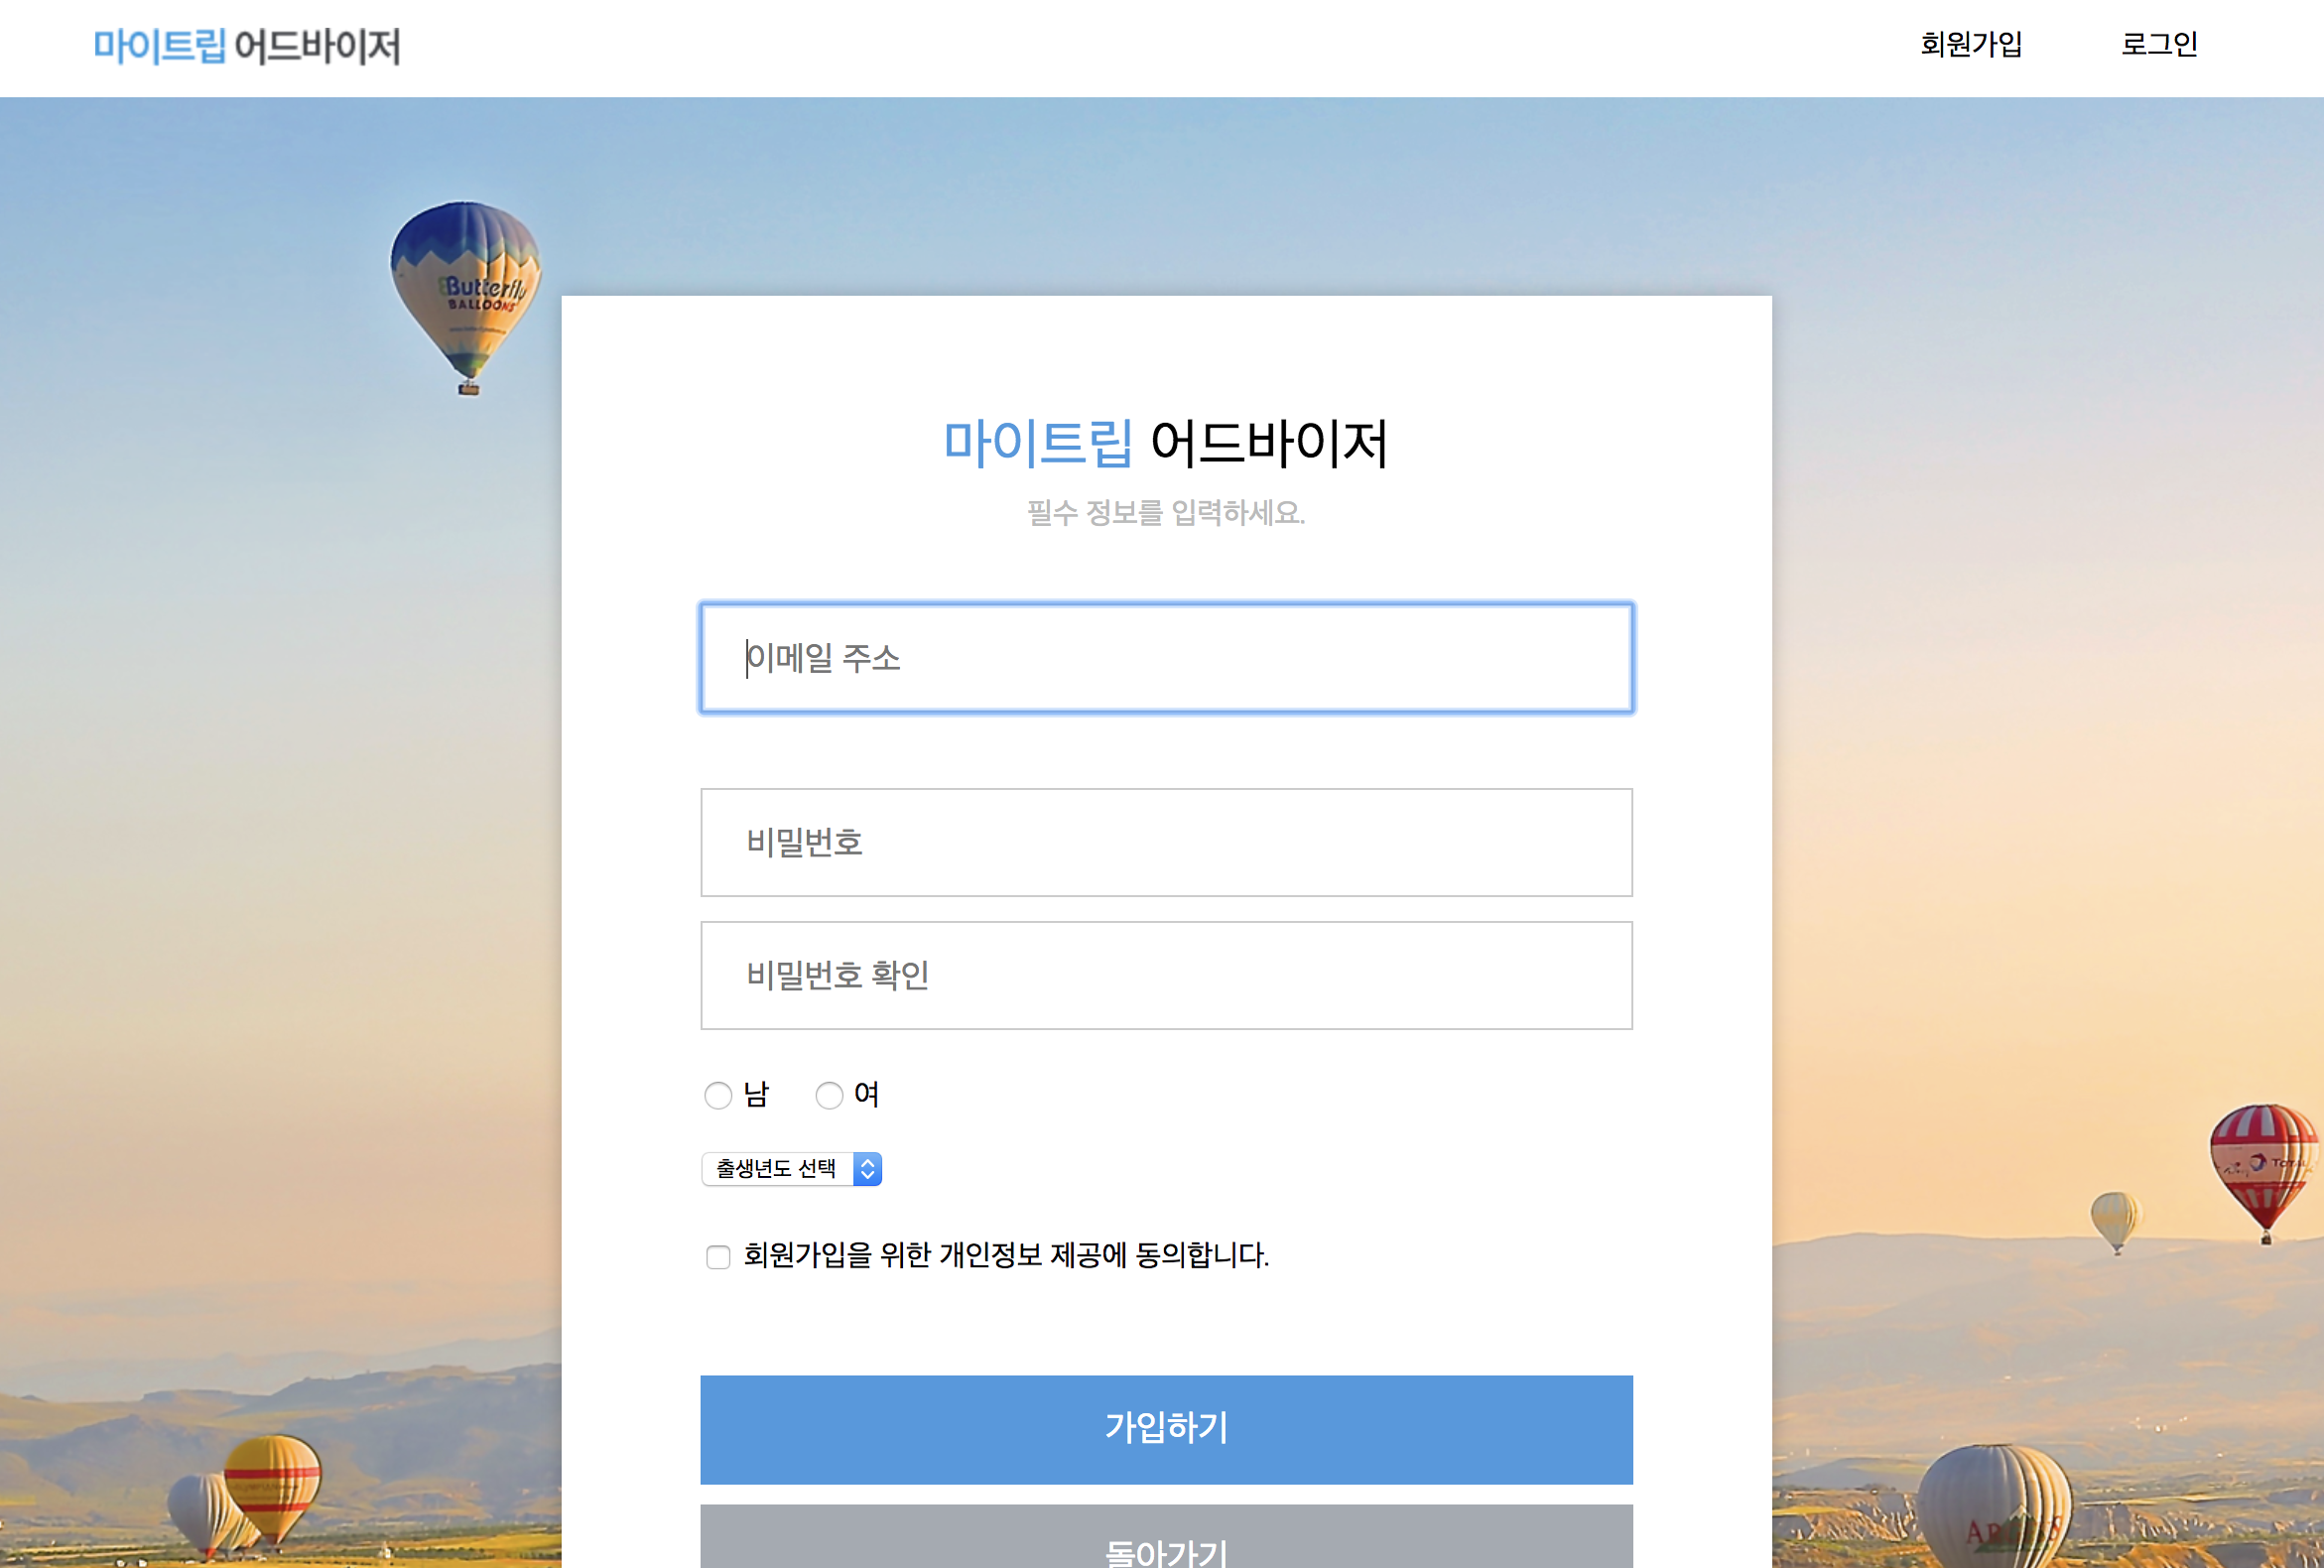 마이트립 어드바이저
회원가입 로그인
Butterfly
BALLOONS
마이트립 어드바이저
필수 정보를 입력하세요.
이메일 주소
비밀번호
비밀번호 확인
남 여
출생년도 선택
회원가입을 위한 개인정보 제공에 동의합니다.
TOTAL
가입하기
돌아가기